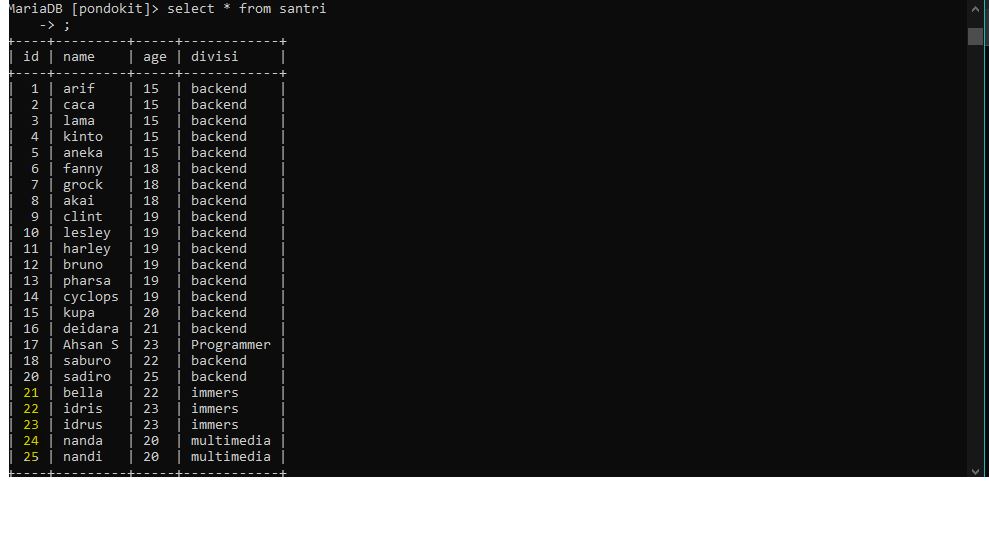 MariaDB [pondokit]> select * from santri
    -> ;
+----+---------+-----+------------+
| id | name    | age | divisi     |
+----+---------+-----+------------+
|  1 | arif    | 15  | backend    |
|  2 | caca    | 15  | backend    |
|  3 | lama    | 15  | backend    |
|  4 | kinto   | 15  | backend    |
|  5 | aneka   | 15  | backend    |
|  6 | fanny   | 18  | backend    |
|  7 | grock   | 18  | backend    |
|  8 | akai    | 18  | backend    |
|  9 | clint   | 19  | backend    |
| 10 | lesley  | 19  | backend    |
| 11 | harley  | 19  | backend    |
| 12 | bruno   | 19  | backend    |
| 13 | pharsa  | 19  | backend    |
| 14 | cyclops | 19  | backend    |
| 15 | kupa    | 20  | backend    |
| 16 | deidara | 21  | backend    |
| 17 | Ahsan S | 23  | Programmer |
| 18 | saburo  | 22  | backend    |
| 20 | sadiro  | 25  | backend    |
| 21 | bella   | 22  | immers     |
| 22 | idris   | 23  | immers     |
| 23 | idrus   | 23  | immers     |
| 24 | nanda   | 20  | multimedia |
| 25 | nandi   | 20  | multimedia |
+----+---------+-----+------------+